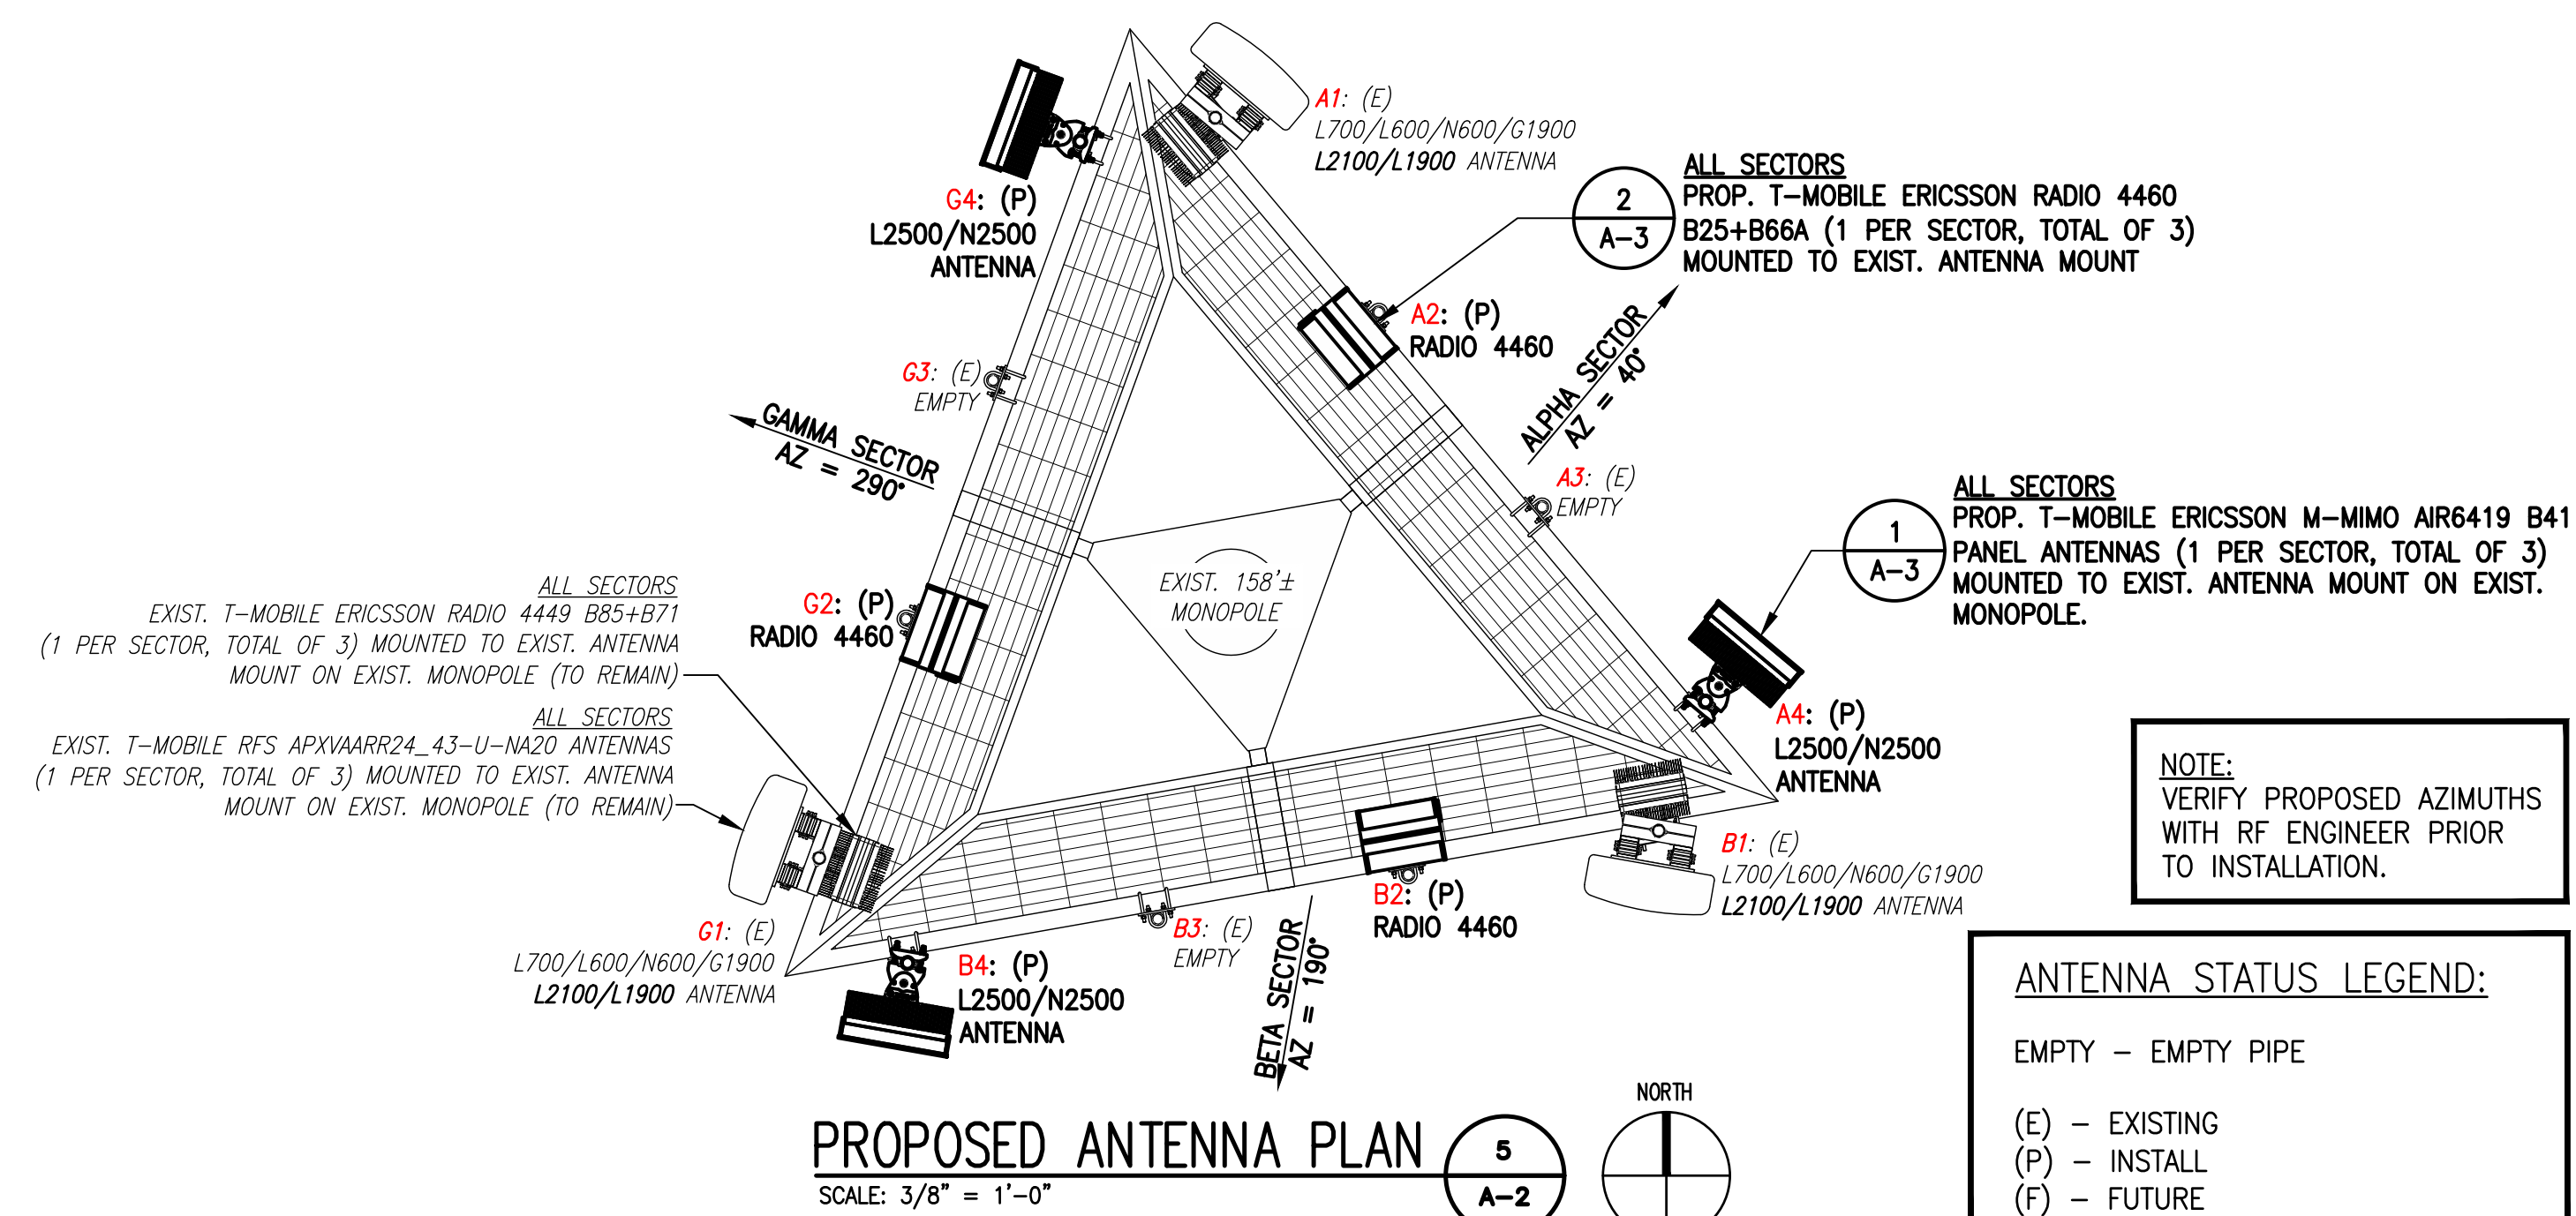 A1: (E)
L700/L600/N600/G1900
L2100/L1900 ANTENNA
G4: (P)
L2500/N2500
ANTENNA
2
A-3
ALL SECTORS
PROP. T-MOBILE ERICSSON RADIO 4460
B25+B66A (1 PER SECTOR, TOTAL OF 3)
MOUNTED TO EXIST. ANTENNA MOUNT
A2: (P)
RADIO 4460
ALPHA SECTOR
AZ = 40°
G3: (E)
EMPTY
GAMMA SECTOR
AZ = 290°
A3: (E)
EMPTY
1
A-3
ALL SECTORS
PROP. T-MOBILE ERICSSON M-MIMO AIR6419 B41
PANEL ANTENNAS (1 PER SECTOR, TOTAL OF 3)
MOUNTED TO EXIST. ANTENNA MOUNT ON EXIST.
MONOPOLE.
EXIST. 158'±
MONOPOLE
ALL SECTORS
EXIST. T-MOBILE ERICSSON RADIO 4449 B85+B71
(1 PER SECTOR, TOTAL OF 3) MOUNTED TO EXIST. ANTENNA
MOUNT ON EXIST. MONOPOLE (TO REMAIN)
G2: (P)
RADIO 4460
ALL SECTORS
EXIST. T-MOBILE RFS APXVAARR24_43-U-NA20 ANTENNAS
(1 PER SECTOR, TOTAL OF 3) MOUNTED TO EXIST. ANTENNA
MOUNT ON EXIST. MONOPOLE (TO REMAIN)
A4: (P)
L2500/N2500
ANTENNA
NOTE:
VERIFY PROPOSED AZIMUTHS
WITH RF ENGINEER PRIOR
TO INSTALLATION.
B1: (E)
L700/L600/N600/G1900
L2100/L1900 ANTENNA
B2: (P)
RADIO 4460
B3: (E)
EMPTY
BETA SECTOR
AZ = 190°
G1: (E)
L700/L600/N600/G1900
L2100/L1900 ANTENNA
B4: (P)
L2500/N2500
ANTENNA
ANTENNA STATUS LEGEND:
EMPTY - EMPTY PIPE
(E) - EXISTING
(P) - INSTALL
(F) - FUTURE
PROPOSED ANTENNA PLAN
SCALE: 3/8" = 1'-0"
5
A-2
NORTH